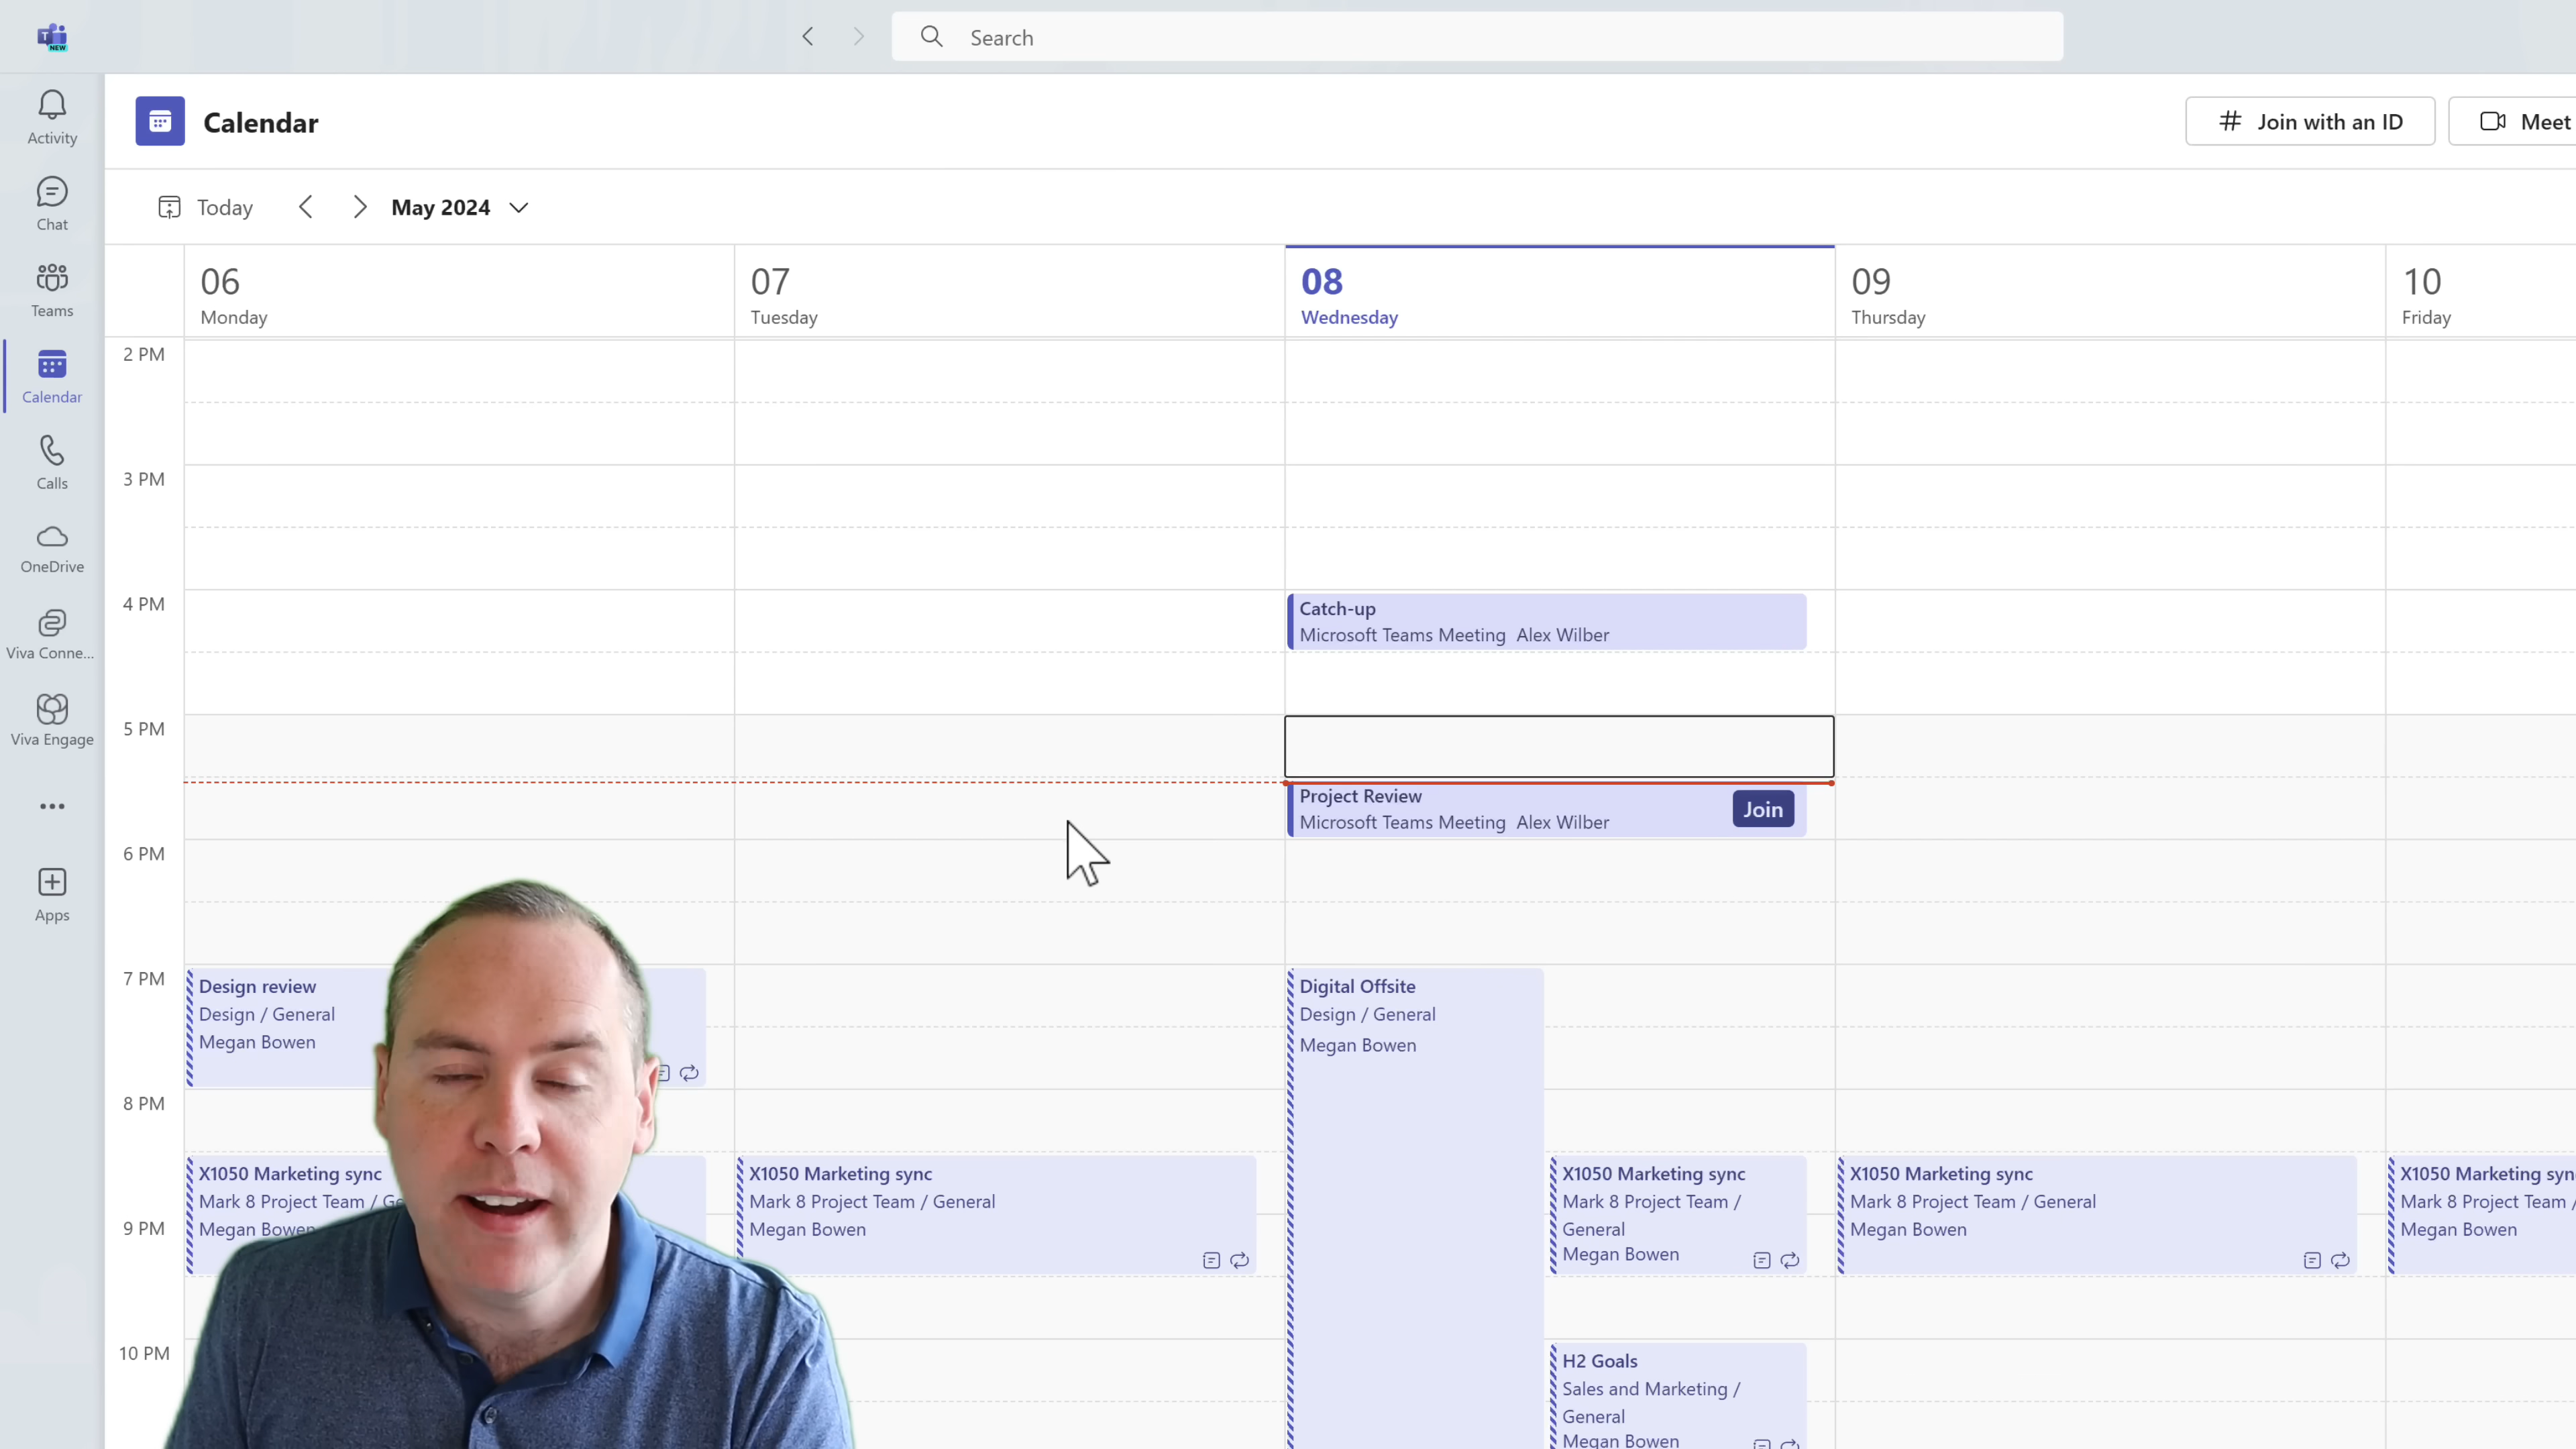 T
NEW
Search
Activity
Chat
Teams
Calendar
Calls
OneDrive
Viva Conne...
Viva Engage
Apps
Calendar
Join with an ID
Meet
Today
May 2024
06
Monday
07
Tuesday
08
Wednesday
09
Thursday
10
Friday
2 PM
3 PM
4 PM
Catch-up
Microsoft Teams Meeting Alex Wilber
5 PM
Project Review
Microsoft Teams Meeting Alex Wilber
Join
6 PM
7 PM
Design review
Design / General
Megan Bowen
Digital Offsite
Design / General
Megan Bowen
8 PM
X1050 Marketing sync
Mark 8 Project Team / Ge
Megan Bowen
X1050 Marketing sync
Mark 8 Project Team / General
Megan Bowen
X1050 Marketing sync
Mark 8 Project Team /
General
Megan Bowen
X1050 Marketing sync
Mark 8 Project Team / General
Megan Bowen
X1050 Marketing syn
Mark 8 Project Team /
Megan Bowen
9 PM
10 PM
H2 Goals
Sales and Marketing /
General
Megan Bowen